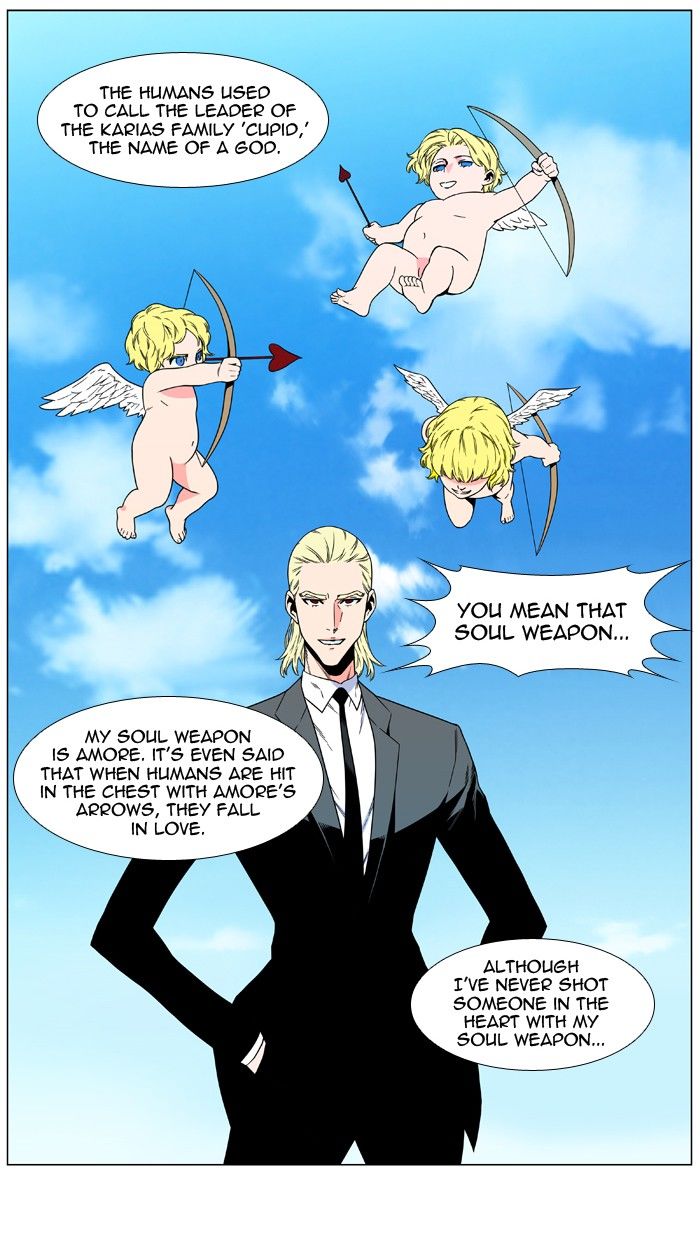 THE HUMANS USED
TO CALL THE LEADER OF
THE KARIAS FAMILY 'CUPID,'
THE NAME OF A GOD.
YOU MEAN THAT
SOUL WEAPON...
MY SOUL WEAPON
IS AMORE. IT'S EVEN SAID
THAT WHEN HUMANS ARE HIT
IN THE CHEST WITH AMORE'S
ARROWS, THEY FALL
IN LOVE.
ALTHOUGH
I'VE NEVER SHOT
SOMEONE IN THE
HEART WITH MY
SOUL WEAPON...